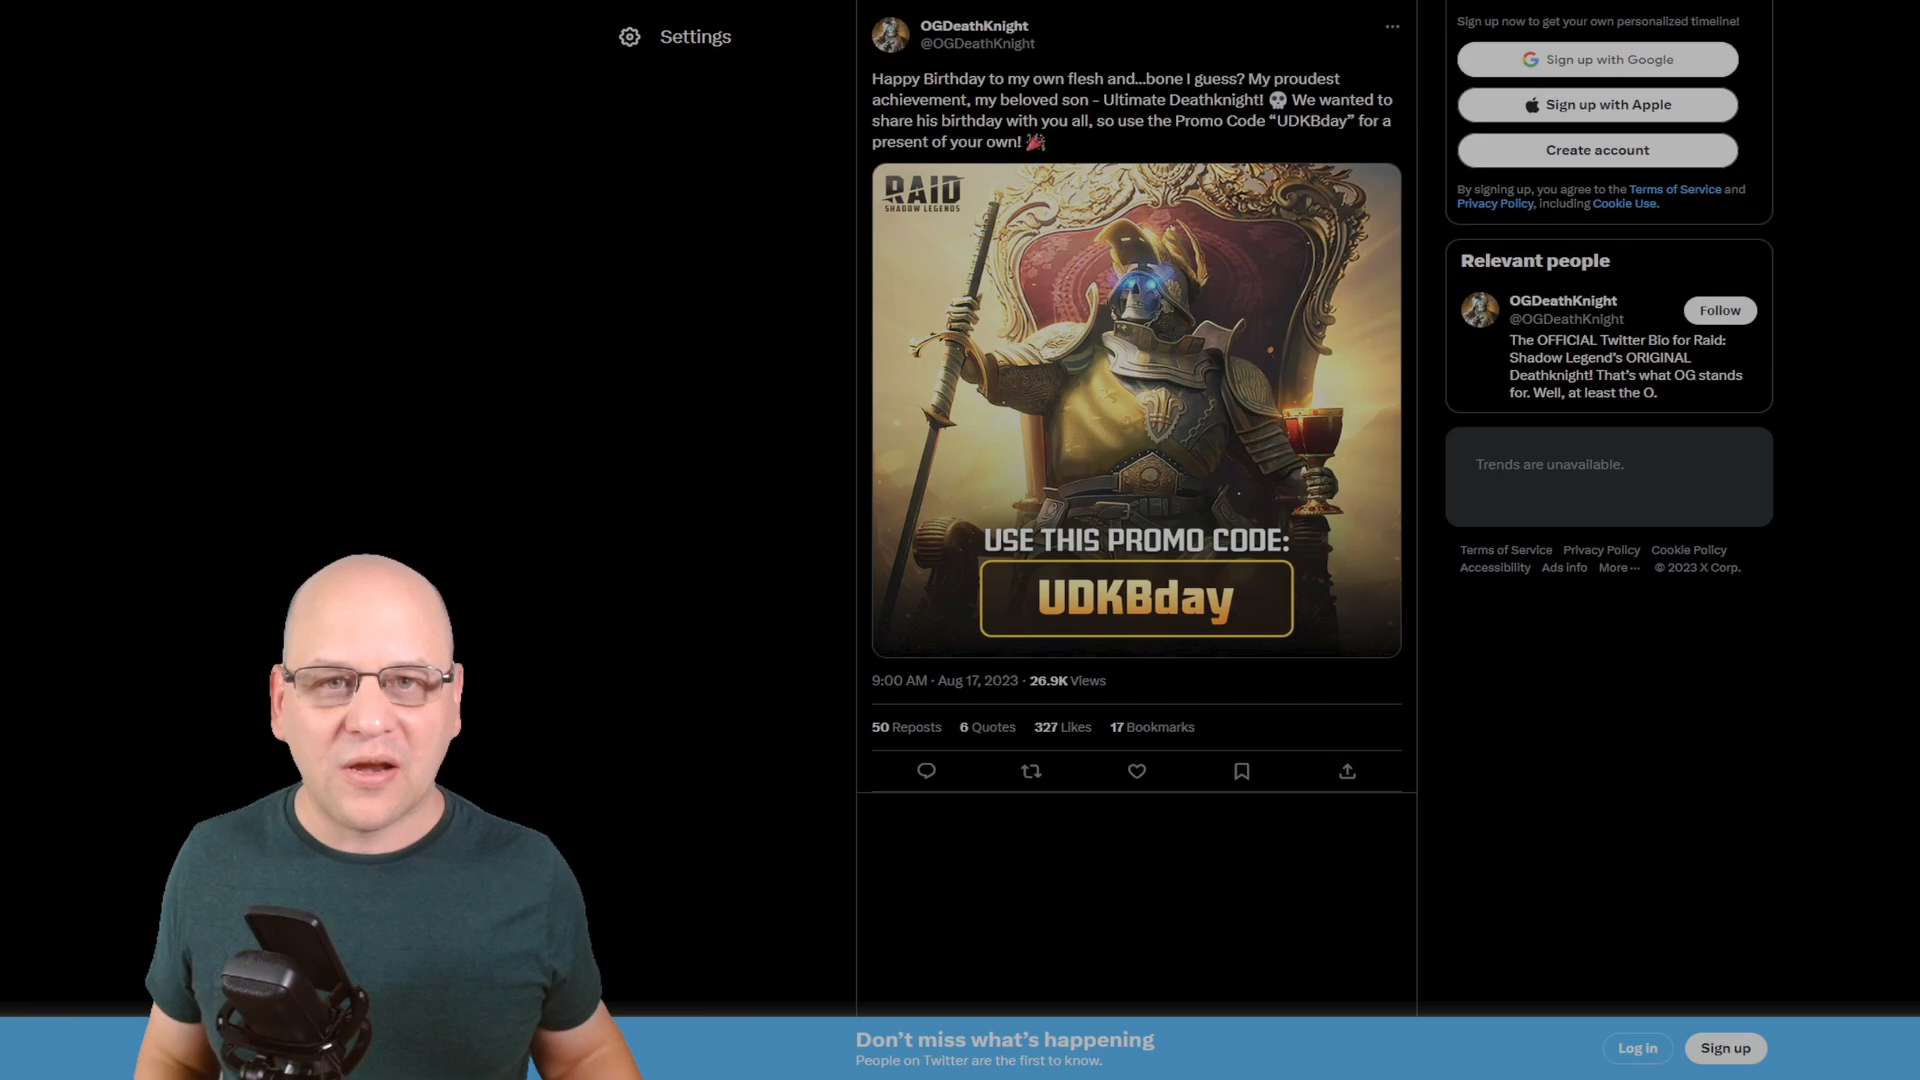 Settings
OGDeathKnight
@OGDeathKnight
Happy Birthday to my own flesh and...bone I guess? My proudest
achievement, my beloved son - Ultimate Deathknight! 💀 We wanted to
share his birthday with you all, so use the Promo Code “UDKBday” for a
present of your own! 🎉
RAID
SHADOW LEGENDS
USE THIS PROMO CODE:
UDKBday
9:00 AM · Aug 17, 2023 · 26.9K Views
50 Reposts 6 Quotes 327 Likes 17 Bookmarks
Sign up now to get your own personalized timeline!
Sign up with Google
Sign up with Apple
Create account
By signing up, you agree to the Terms of Service and
Privacy Policy, including Cookie Use.
Relevant people
OGDeathKnight
@OGDeathKnight
Follow
The OFFICIAL Twitter Bio for Raid:
Shadow Legend’s ORIGINAL
Deathknight! That’s what OG stands
for. Well, at least the O.
Trends are unavailable.
Terms of Service Privacy Policy Cookie Policy
Accessibility Ads info More ··· © 2023 X Corp.
Don’t miss what’s happening
People on Twitter are the first to know.
Log in
Sign up